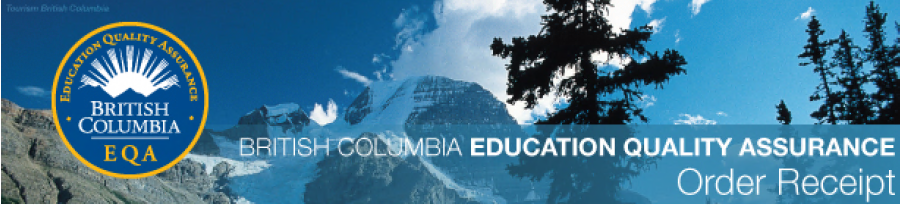 Tourism British Columbia
EDUCATION QUALITY ASSURANCE
BRITISH
COLUMBIA
EQA
BRITISH COLUMBIA EDUCATION QUALITY ASSURANCE
Order Receipt